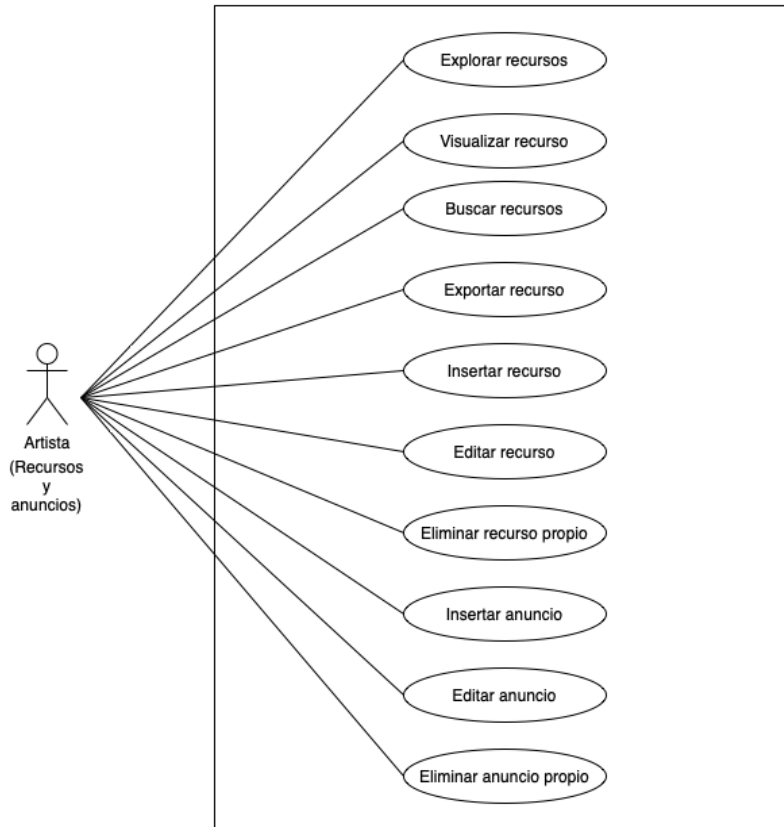 Explorar recursos
Visualizar recurso
Buscar recursos
Exportar recurso
Insertar recurso
Editar recurso
Eliminar recurso propio
Insertar anuncio
Editar anuncio
Eliminar anuncio propio
Artista
(Recursos
y
anuncios)